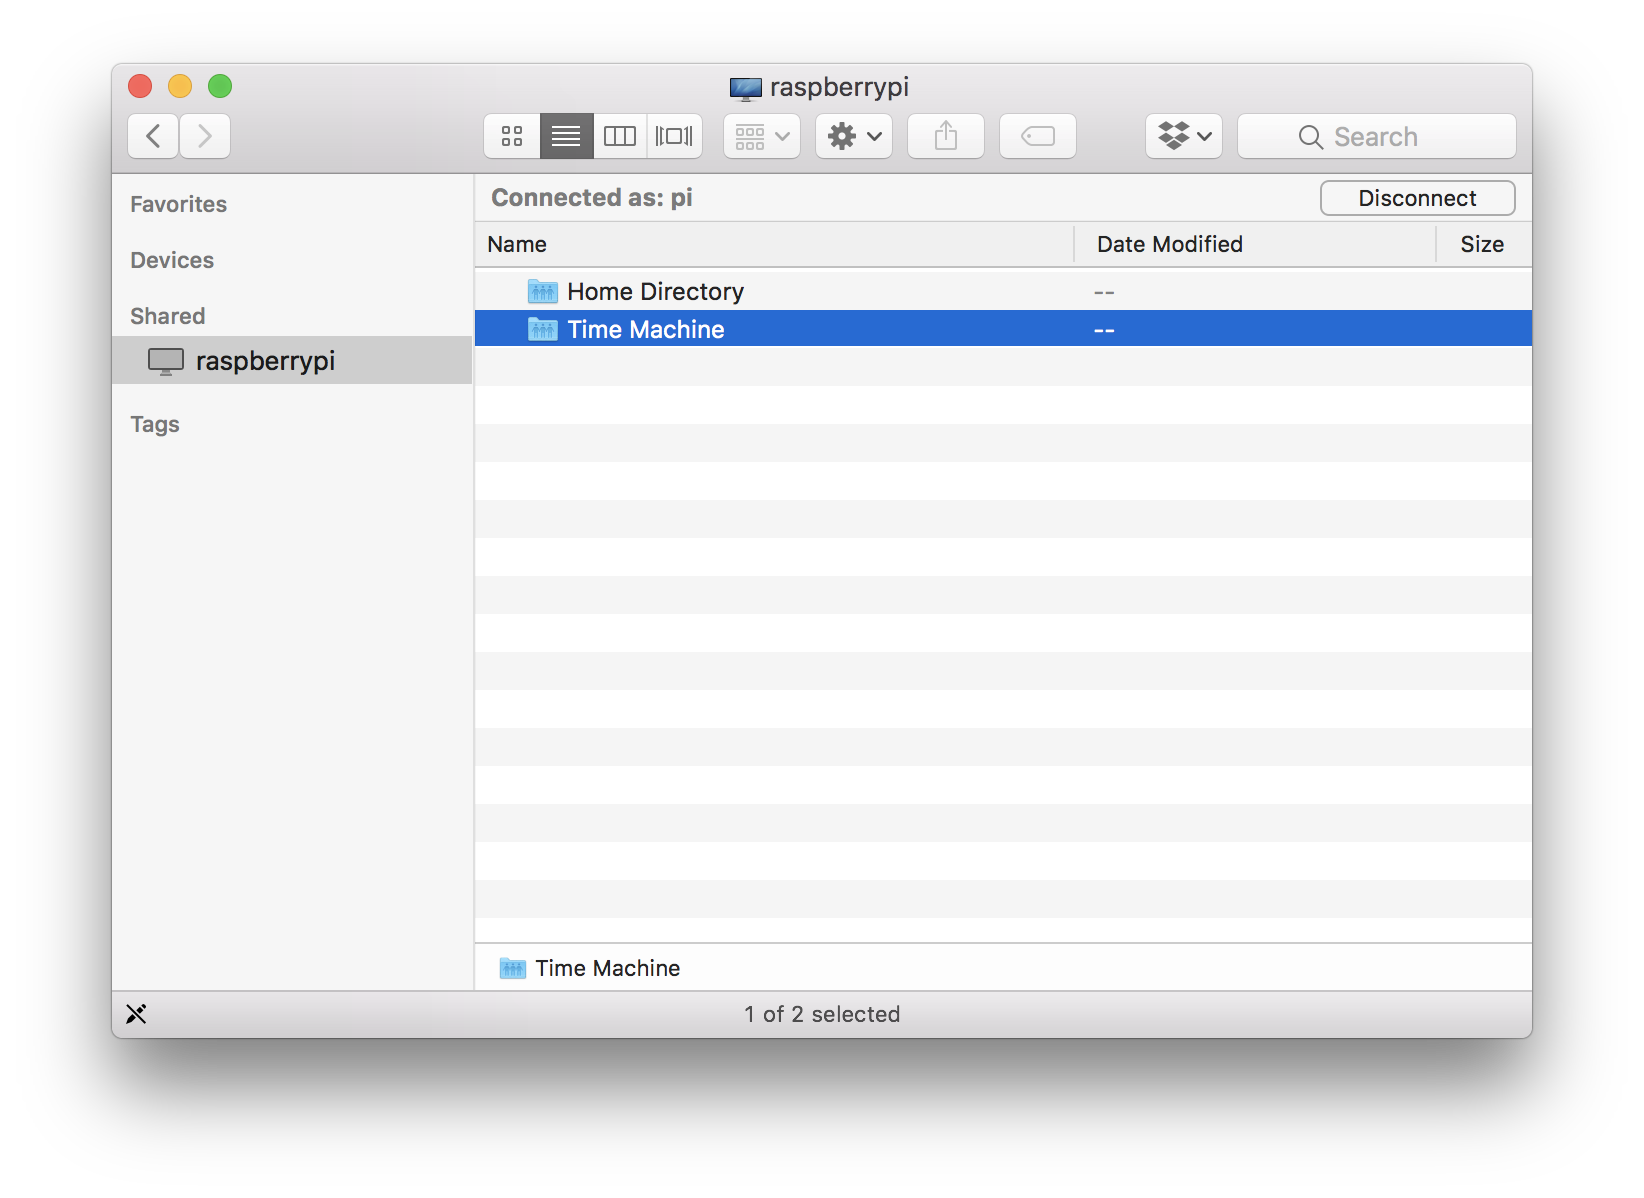 raspberrypi
Search
Favorites
Devices
Shared
raspberrypi
Tags
Connected as: pi
Disconnect
Name Date Modified Size
Home Directory --
Time Machine --
Time Machine
1 of 2 selected